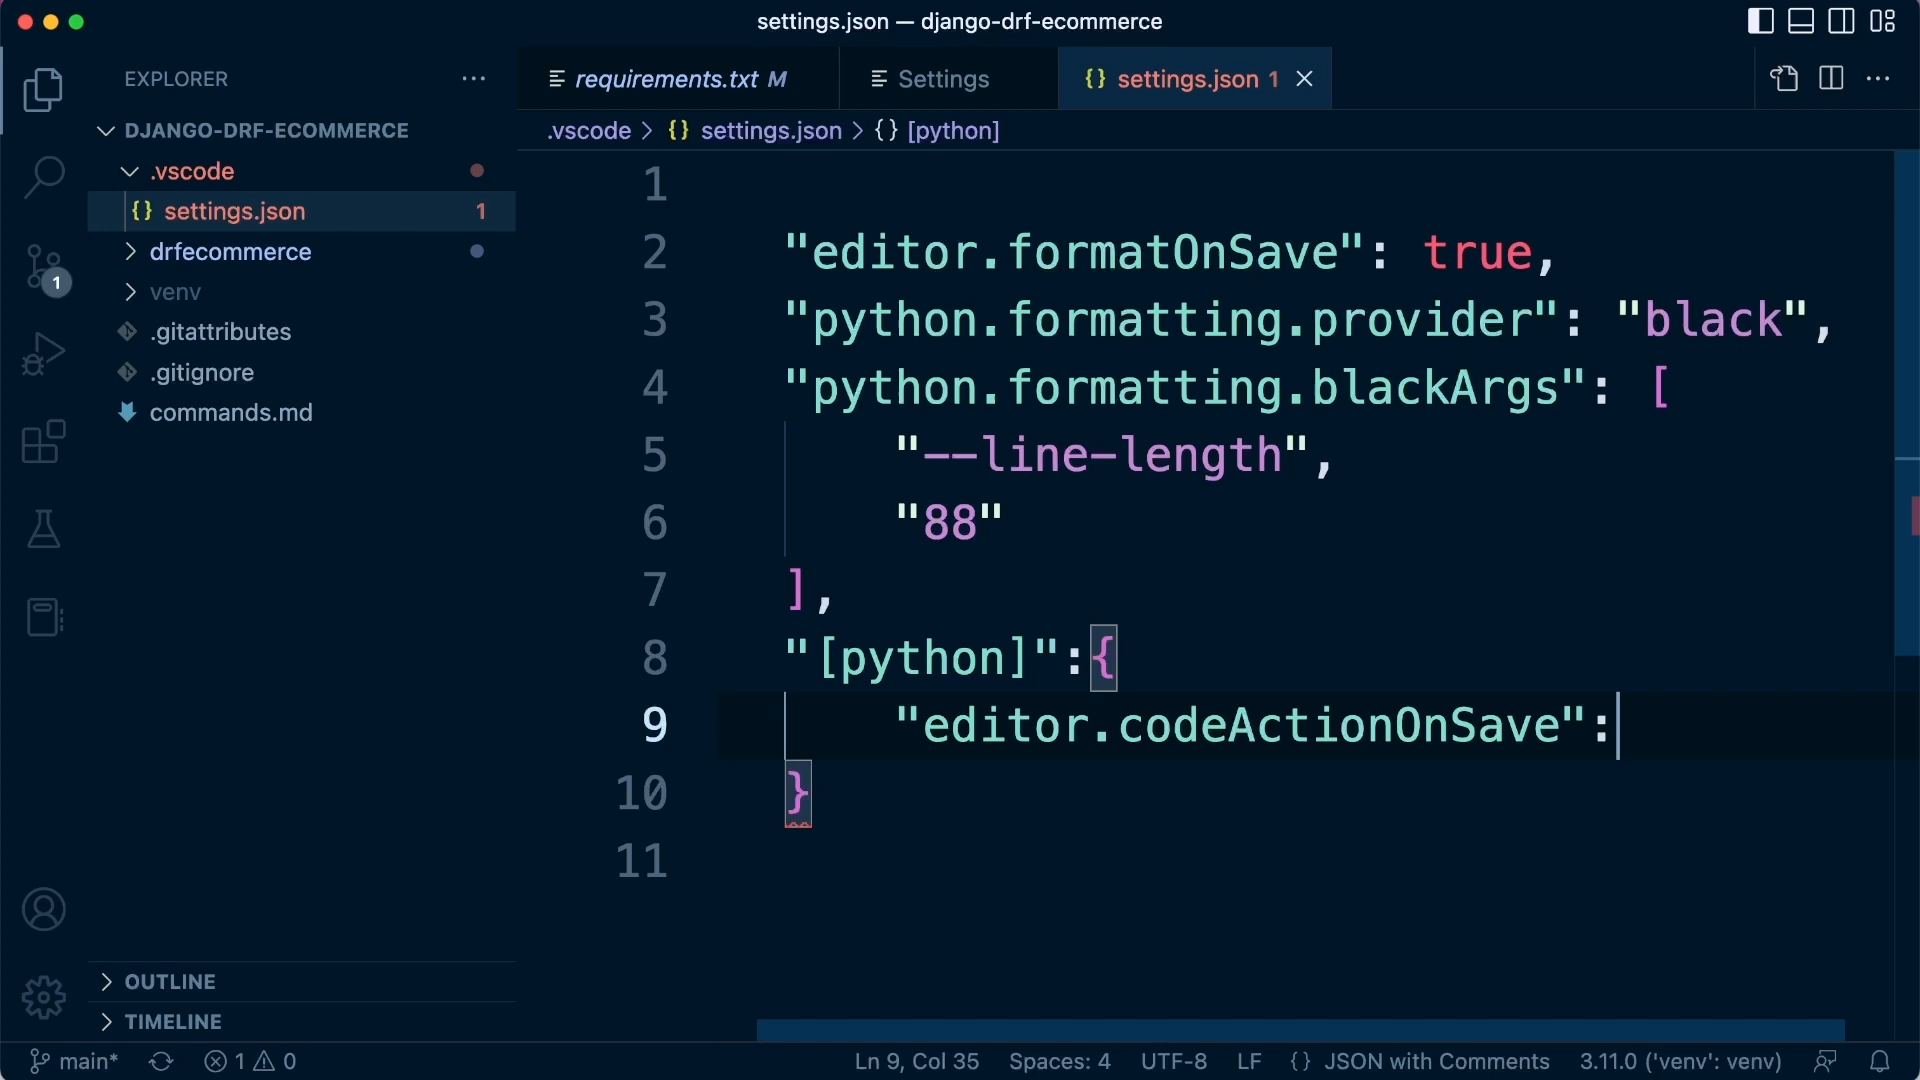 settings.json — django-drf-ecommerce
EXPLORER
DJANGO-DRF-ECOMMERCE
.vscode
settings.json 1
drfecommerce
venv
.gitattributes
.gitignore
commands.md
OUTLINE
TIMELINE
1
requirements.txt M
Settings
settings.json 1
.vscode > {} settings.json > {} [python]
1
2 "editor.formatOnSave": true,
3 "python.formatting.provider": "black",
4 "python.formatting.blackArgs": [
5 "--line-length",
6 "88"
7 ],
8 "[python]":{
9 "editor.codeActionOnSave":
10 }
11
main* 1 0 Ln 9, Col 35 Spaces: 4 UTF-8 LF {} JSON with Comments 3.11.0 ('venv': venv)